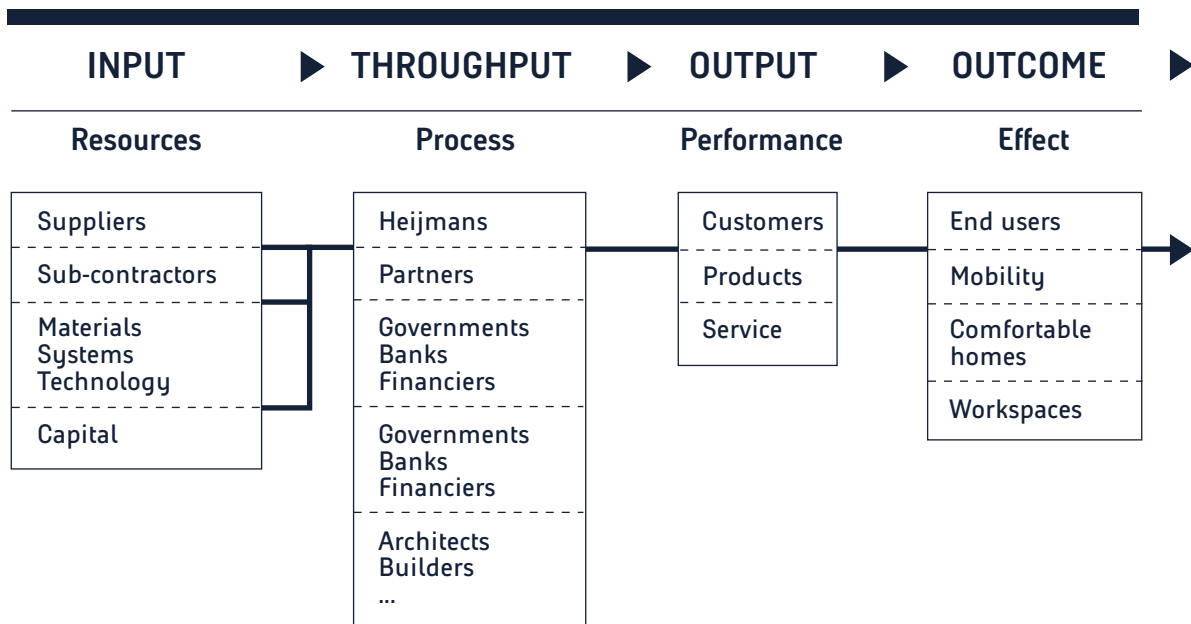 INPUT
THROUGHPUT
OUTPUT
OUTCOME
Resources
Process
Performance
Effect
Suppliers
Sub-contractors
Materials
Systems
Technology
Capital
Heijmans
Partners
Governments
Banks
Financiers
Governments
Banks
Financiers
Architects
Builders
...
Customers
Products
Service
End users
Mobility
Comfortable
homes
Workspaces